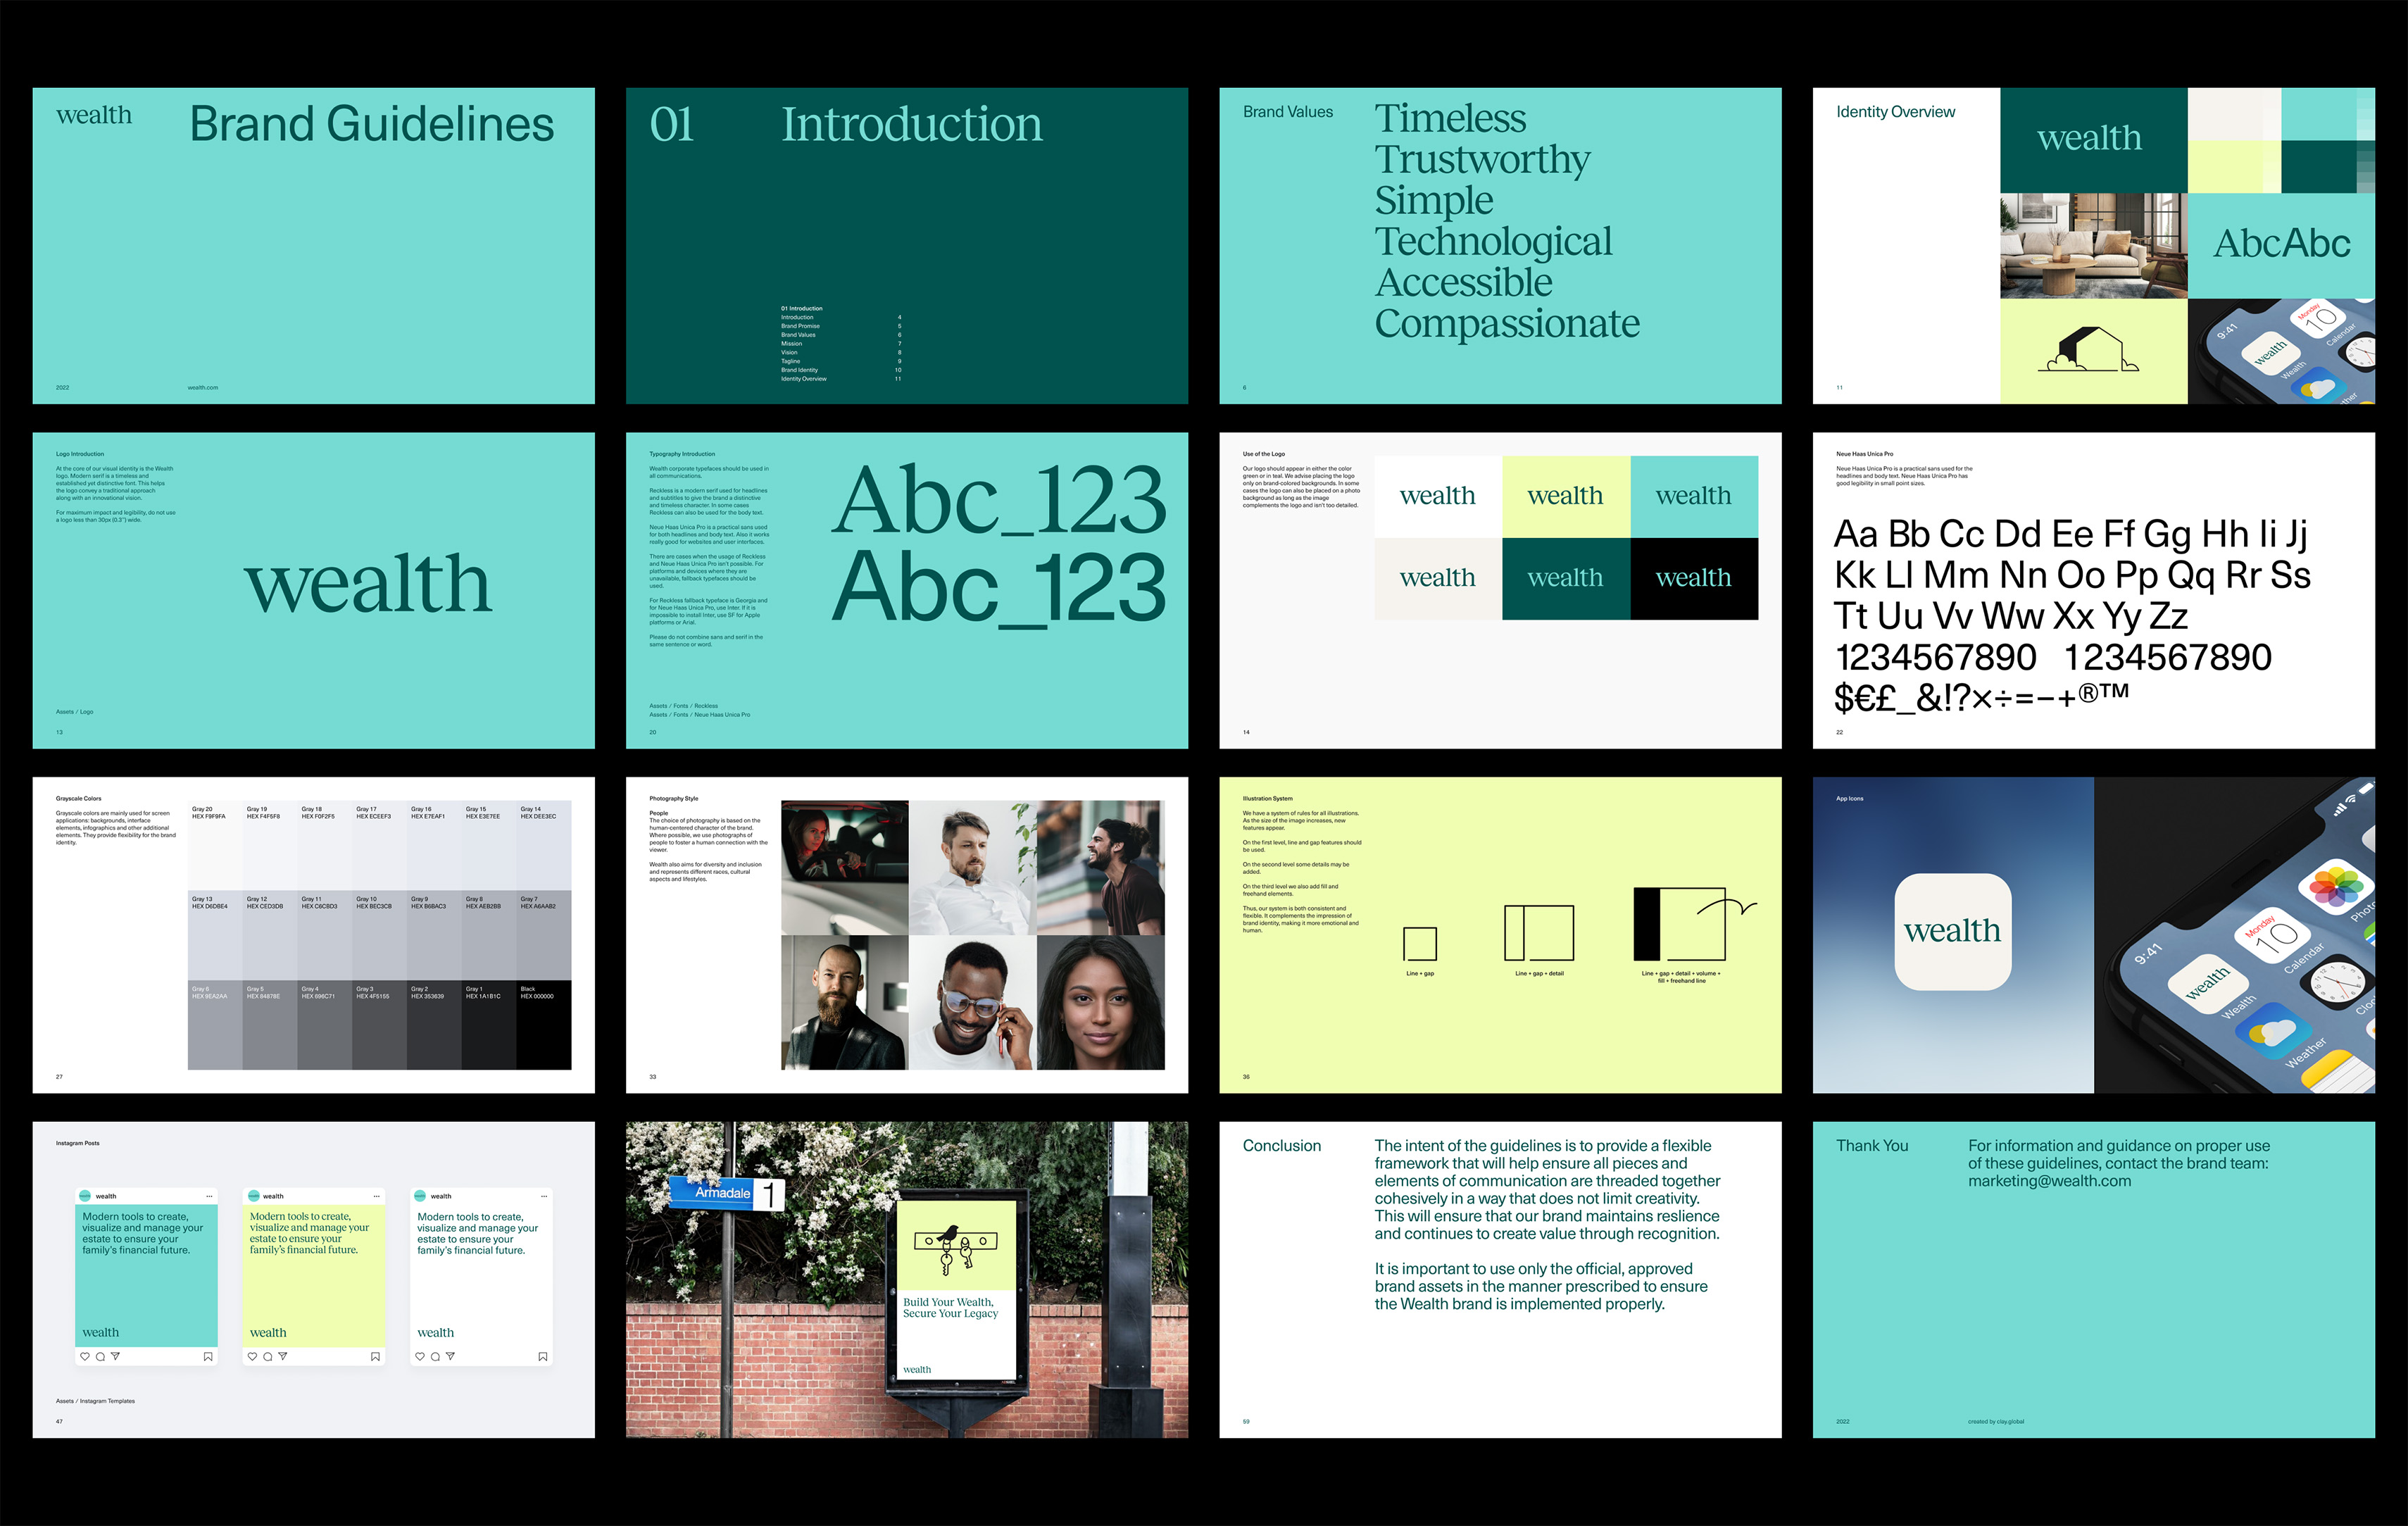 wealth
Brand Guidelines
2022
wealth.com
01
Introduction
01 Introduction
Introduction 4
Brand Promise 5
Brand Values 6
Mission 7
Vision 8
Tagline 9
Brand Identity 10
Identity Overview 11
Brand Values
Timeless
Trustworthy
Simple
Technological
Accessible
Compassionate
6
Identity Overview
wealth
AbcAbc
9:41
Monday
10
Calendar
wealth
Wealth
11
Logo Introduction
At the core of our visual identity is the Wealth
logo. Modern serif is a timeless and
established yet distinctive font. This helps
the logo convey a traditional approach
along with an innovational vision.
For maximum impact and legibility, do not use
a logo less than 30px (0.3") wide.
wealth
Assets / Logo
13
Typography Introduction
Wealth corporate typefaces should be used in
all communications.
Reckless is a modern serif used for headlines
and subtitles to give the brand a distinctive
and timeless character. In some cases
Reckless can also be used for the body text.
Neue Haas Unica Pro is a practical sans used
for both headlines and body text. Also it works
really good for websites and user interfaces.
There are cases when the usage of Reckless
and Neue Haas Unica Pro isn't possible. For
platforms and devices where they are
unavailable, fallback typefaces should be
used.
For Reckless fallback typeface is Georgia and
for Neue Haas Unica Pro, use Inter. If it is
impossible to install Inter, use SF for Apple
platforms or Arial.
Please do not combine sans and serif in the
same sentence or word.
Abc_123
Abc_123
Assets / Fonts / Reckless
Assets / Fonts / Neue Haas Unica Pro
20
Use of the Logo
Our logo should appear in either the color
green or in teal. We advise placing the logo
only on brand-colored backgrounds. In some
cases the logo can also be placed on a photo
background as long as the image
complements the logo and isn't too detailed.
wealth wealth wealth
wealth wealth wealth
14
Neue Haas Unica Pro
Neue Haas Unica Pro is a practical sans used for the
headlines and body text. Neue Haas Unica Pro has
good legibility in small point sizes.
Aa Bb Cc Dd Ee Ff Gg Hh Ii Jj
Kk Ll Mm Nn Oo Pp Qq Rr Ss
Tt Uu Vv Ww Xx Yy Zz
1234567890 1234567890
$€£_&!?×÷=−+®™
22
Grayscale Colors
Grayscale colors are mainly used for screen
applications: backgrounds, interface
elements, infographics and other additional
elements. They provide flexibility for the brand
identity.
Gray 20 Gray 19 Gray 18 Gray 17 Gray 16 Gray 15 Gray 14
HEX F9F9FA HEX F4F5F8 HEX F0F2F5 HEX ECEEF3 HEX E7EAF1 HEX E3E7EE HEX DEE3EC
Gray 13 Gray 12 Gray 11 Gray 10 Gray 9 Gray 8 Gray 7
HEX D6DBE4 HEX CED3DB HEX C6CBD3 HEX BEC3CB HEX B6BAC3 HEX AEB2BB HEX A6AAB2
Gray 6 Gray 5 Gray 4 Gray 3 Gray 2 Gray 1 Black
HEX 9EA2AA HEX 84878E HEX 696C71 HEX 4F5155 HEX 353639 HEX 1A1B1C HEX 000000
27
Photography Style
People
The choice of photography is based on the
human-centered character of the brand.
Where possible, we use photographs of
people to foster a human connection with the
viewer.
Wealth also aims for diversity and inclusion
and represents different races, cultural
aspects and lifestyles.
33
Illustration System
We have a system of rules for all illustrations.
As the size of the image increases, new
features appear.
On the first level, line and gap features should
be used.
On the second level some details may be
added.
On the third level we also add fill and
freehand elements.
Thus, our system is both consistent and
flexible. It complements the impression of
brand identity, making it more emotional and
human.
Line + gap
Line + gap + detail
Line + gap + detail + volume +
fill + freehand line
36
App Icons
wealth
9:41
Monday
10
Calendar
wealth
Wealth
Weather
Instagram Posts
wealth
Modern tools to create,
visualize and manage your
estate to ensure your
family's financial future.
wealth
wealth
Modern tools to create,
visualize and manage your
estate to ensure your
family's financial future.
wealth
wealth
Modern tools to create,
visualize and manage your
estate to ensure your
family's financial future.
wealth
Assets / Instagram Templates
47
Armadale 1
Build Your Wealth,
Secure Your Legacy
wealth
Conclusion
The intent of the guidelines is to provide a flexible
framework that will help ensure all pieces and
elements of communication are threaded together
cohesively in a way that does not limit creativity.
This will ensure that our brand maintains reslience
and continues to create value through recognition.
It is important to use only the official, approved
brand assets in the manner prescribed to ensure
the Wealth brand is implemented properly.
59
Thank You
For information and guidance on proper use
of these guidelines, contact the brand team:
marketing@wealth.com
2022
created by clay.global